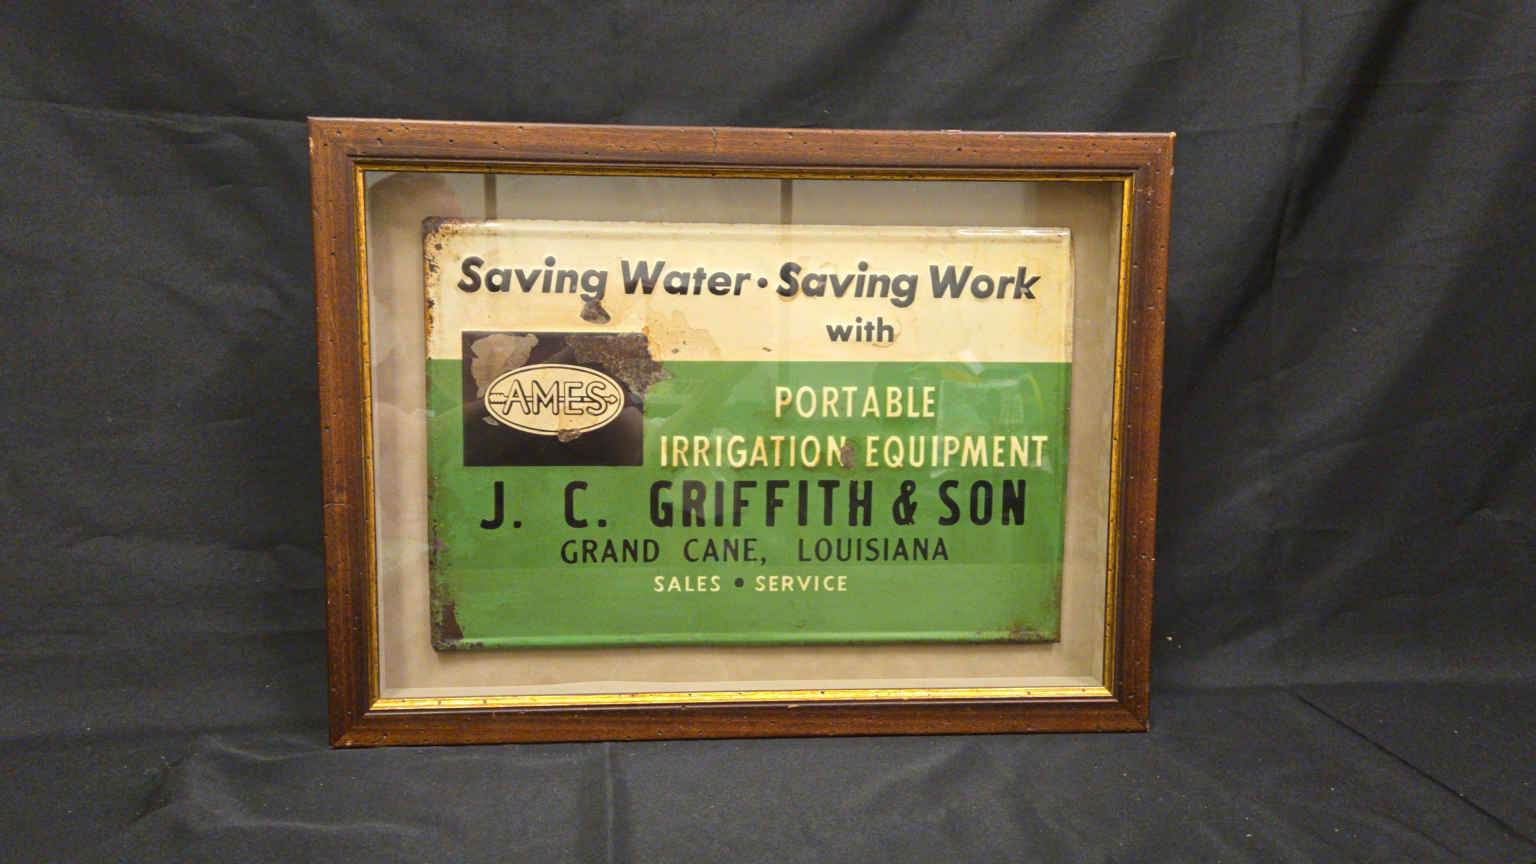 Saving Water • Saving Work
with
AMES
PORTABLE
IRRIGATION EQUIPMENT
J. C. GRIFFITH & SON
GRAND CANE, LOUISIANA
SALES • SERVICE